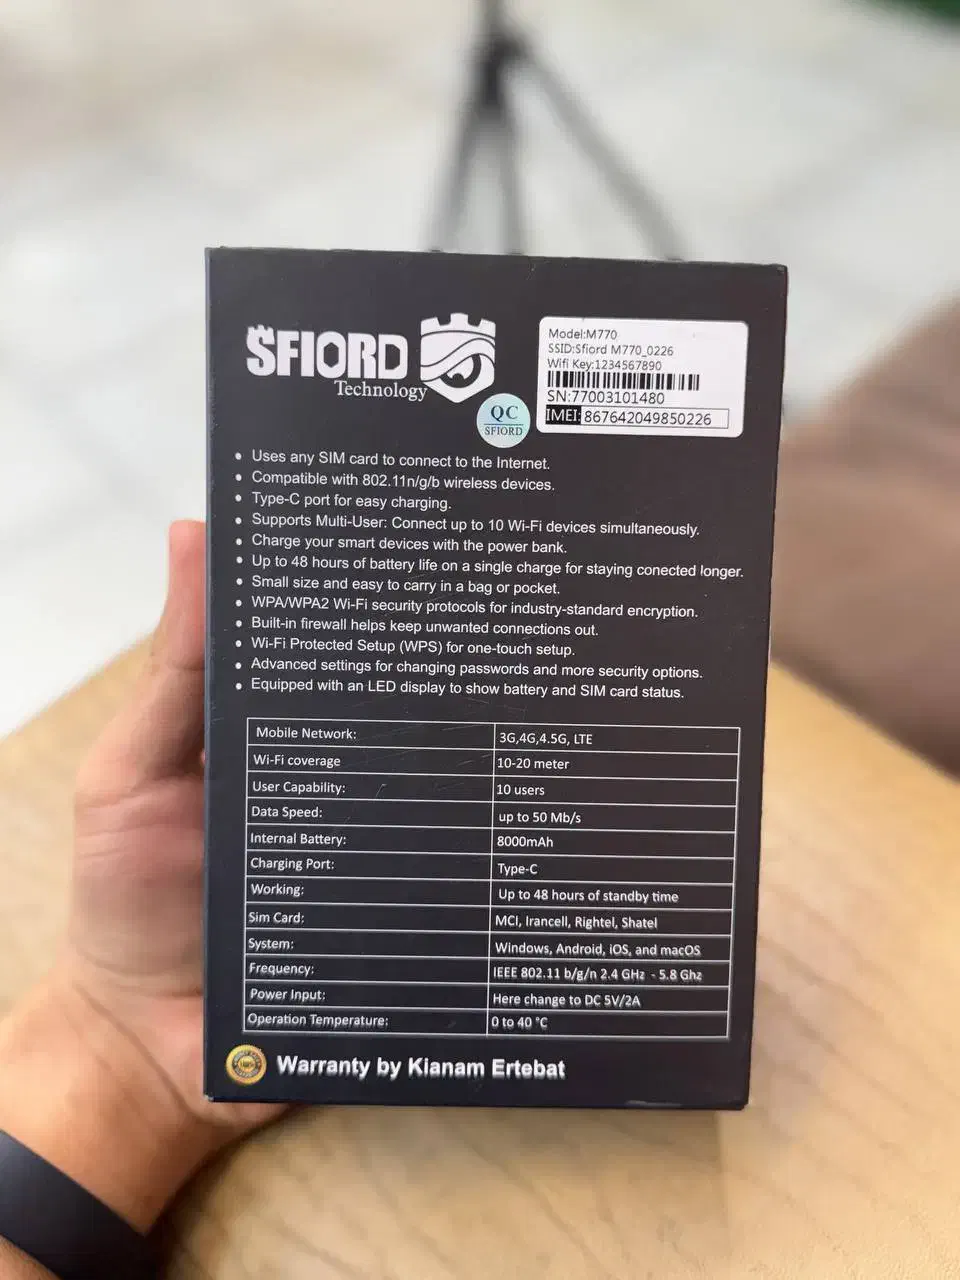 SFIORD
Technology
QC
SFIORD
Model:M770
SSID:Sfiord M770_0226
Wifi Key:1234567890
SN:77003101480
IMEI: 867642049850226
• Uses any SIM card to connect to the Internet.
• Compatible with 802.11n/g/b wireless devices.
• Type-C port for easy charging.
• Supports Multi-User: Connect up to 10 Wi-Fi devices simultaneously.
• Charge your smart devices with the power bank.
• Up to 48 hours of battery life on a single charge for staying conected longer.
• Small size and easy to carry in a bag or pocket.
• WPA/WPA2 Wi-Fi security protocols for industry-standard encryption.
• Built-in firewall helps keep unwanted connections out.
• Wi-Fi Protected Setup (WPS) for one-touch setup.
• Advanced settings for changing passwords and more security options.
• Equipped with an LED display to show battery and SIM card status.
Mobile Network: 3G,4G,4.5G, LTE
Wi-Fi coverage 10-20 meter
User Capability: 10 users
Data Speed: up to 50 Mb/s
Internal Battery: 8000mAh
Charging Port: Type-C
Working: Up to 48 hours of standby time
Sim Card: MCI, Irancell, Rightel, Shatel
System: Windows, Android, iOS, and macOS
Frequency: IEEE 802.11 b/g/n 2.4 GHz - 5.8 Ghz
Power Input: Here change to DC 5V/2A
Operation Temperature: 0 to 40 °C
Warranty by Kianam Ertebat